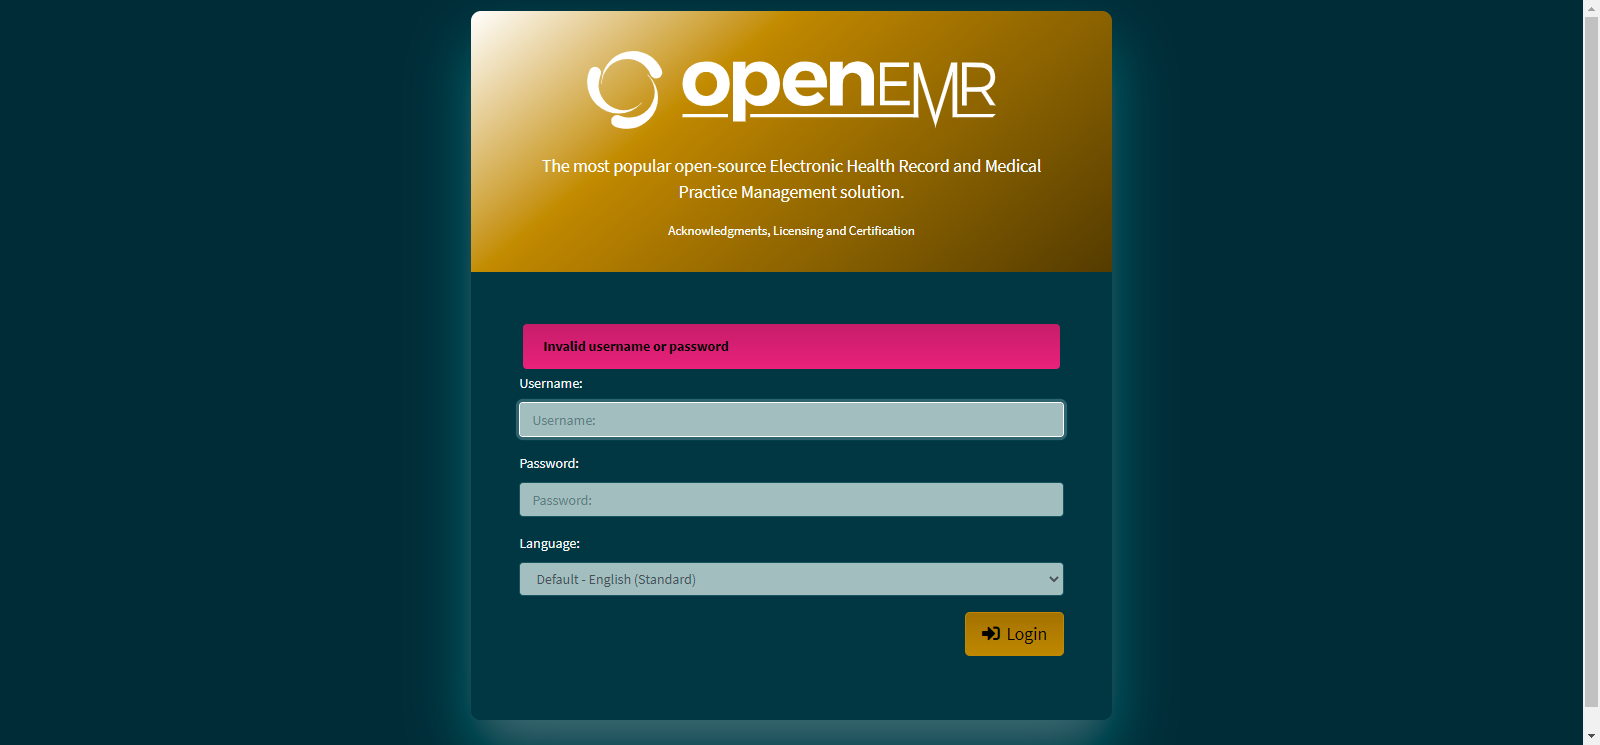 openEMR
The most popular open-source Electronic Health Record and Medical
Practice Management solution.
Acknowledgments, Licensing and Certification
Invalid username or password
Username:
Username:
Password:
Password:
Language:
Default - English (Standard)
Login